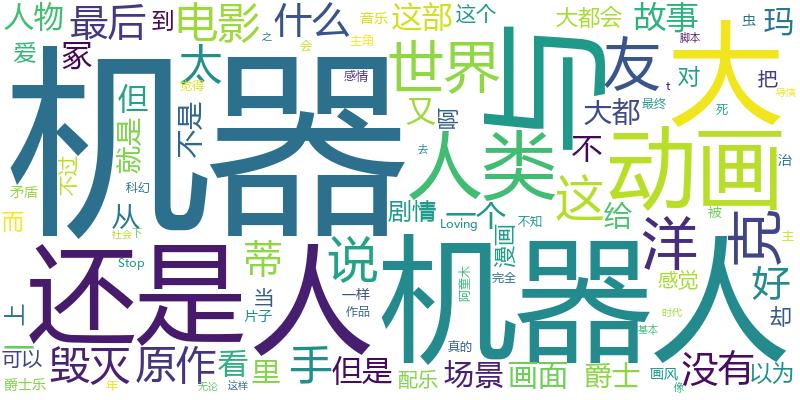 人物
最后
到
电影
什么
音乐
之
会
这部
主角
这个
大都会
故事
虫
玛
爱
冢
太
感情
觉得
世界
友
脚本
t
对
把
导演
机器
但
不是
又
啊
大都
最终
死
大
就是
不过
人类
去
不
动画
治
矛盾
科幻
从
剧情
一个
Loving
不知
这
给
被
而
社会
下
蒂
说
漫画
洋
克
主
Stop
阿童木
完全
感觉
好
上
还是
人
当
片子
一样
作品
机器人
时代
却
基本
一
可以
毁灭
原作
看
里
手
但是
真的
场景
画面
画风
像
没有
以为
爵士乐
年
无论
这样
配乐
爵士